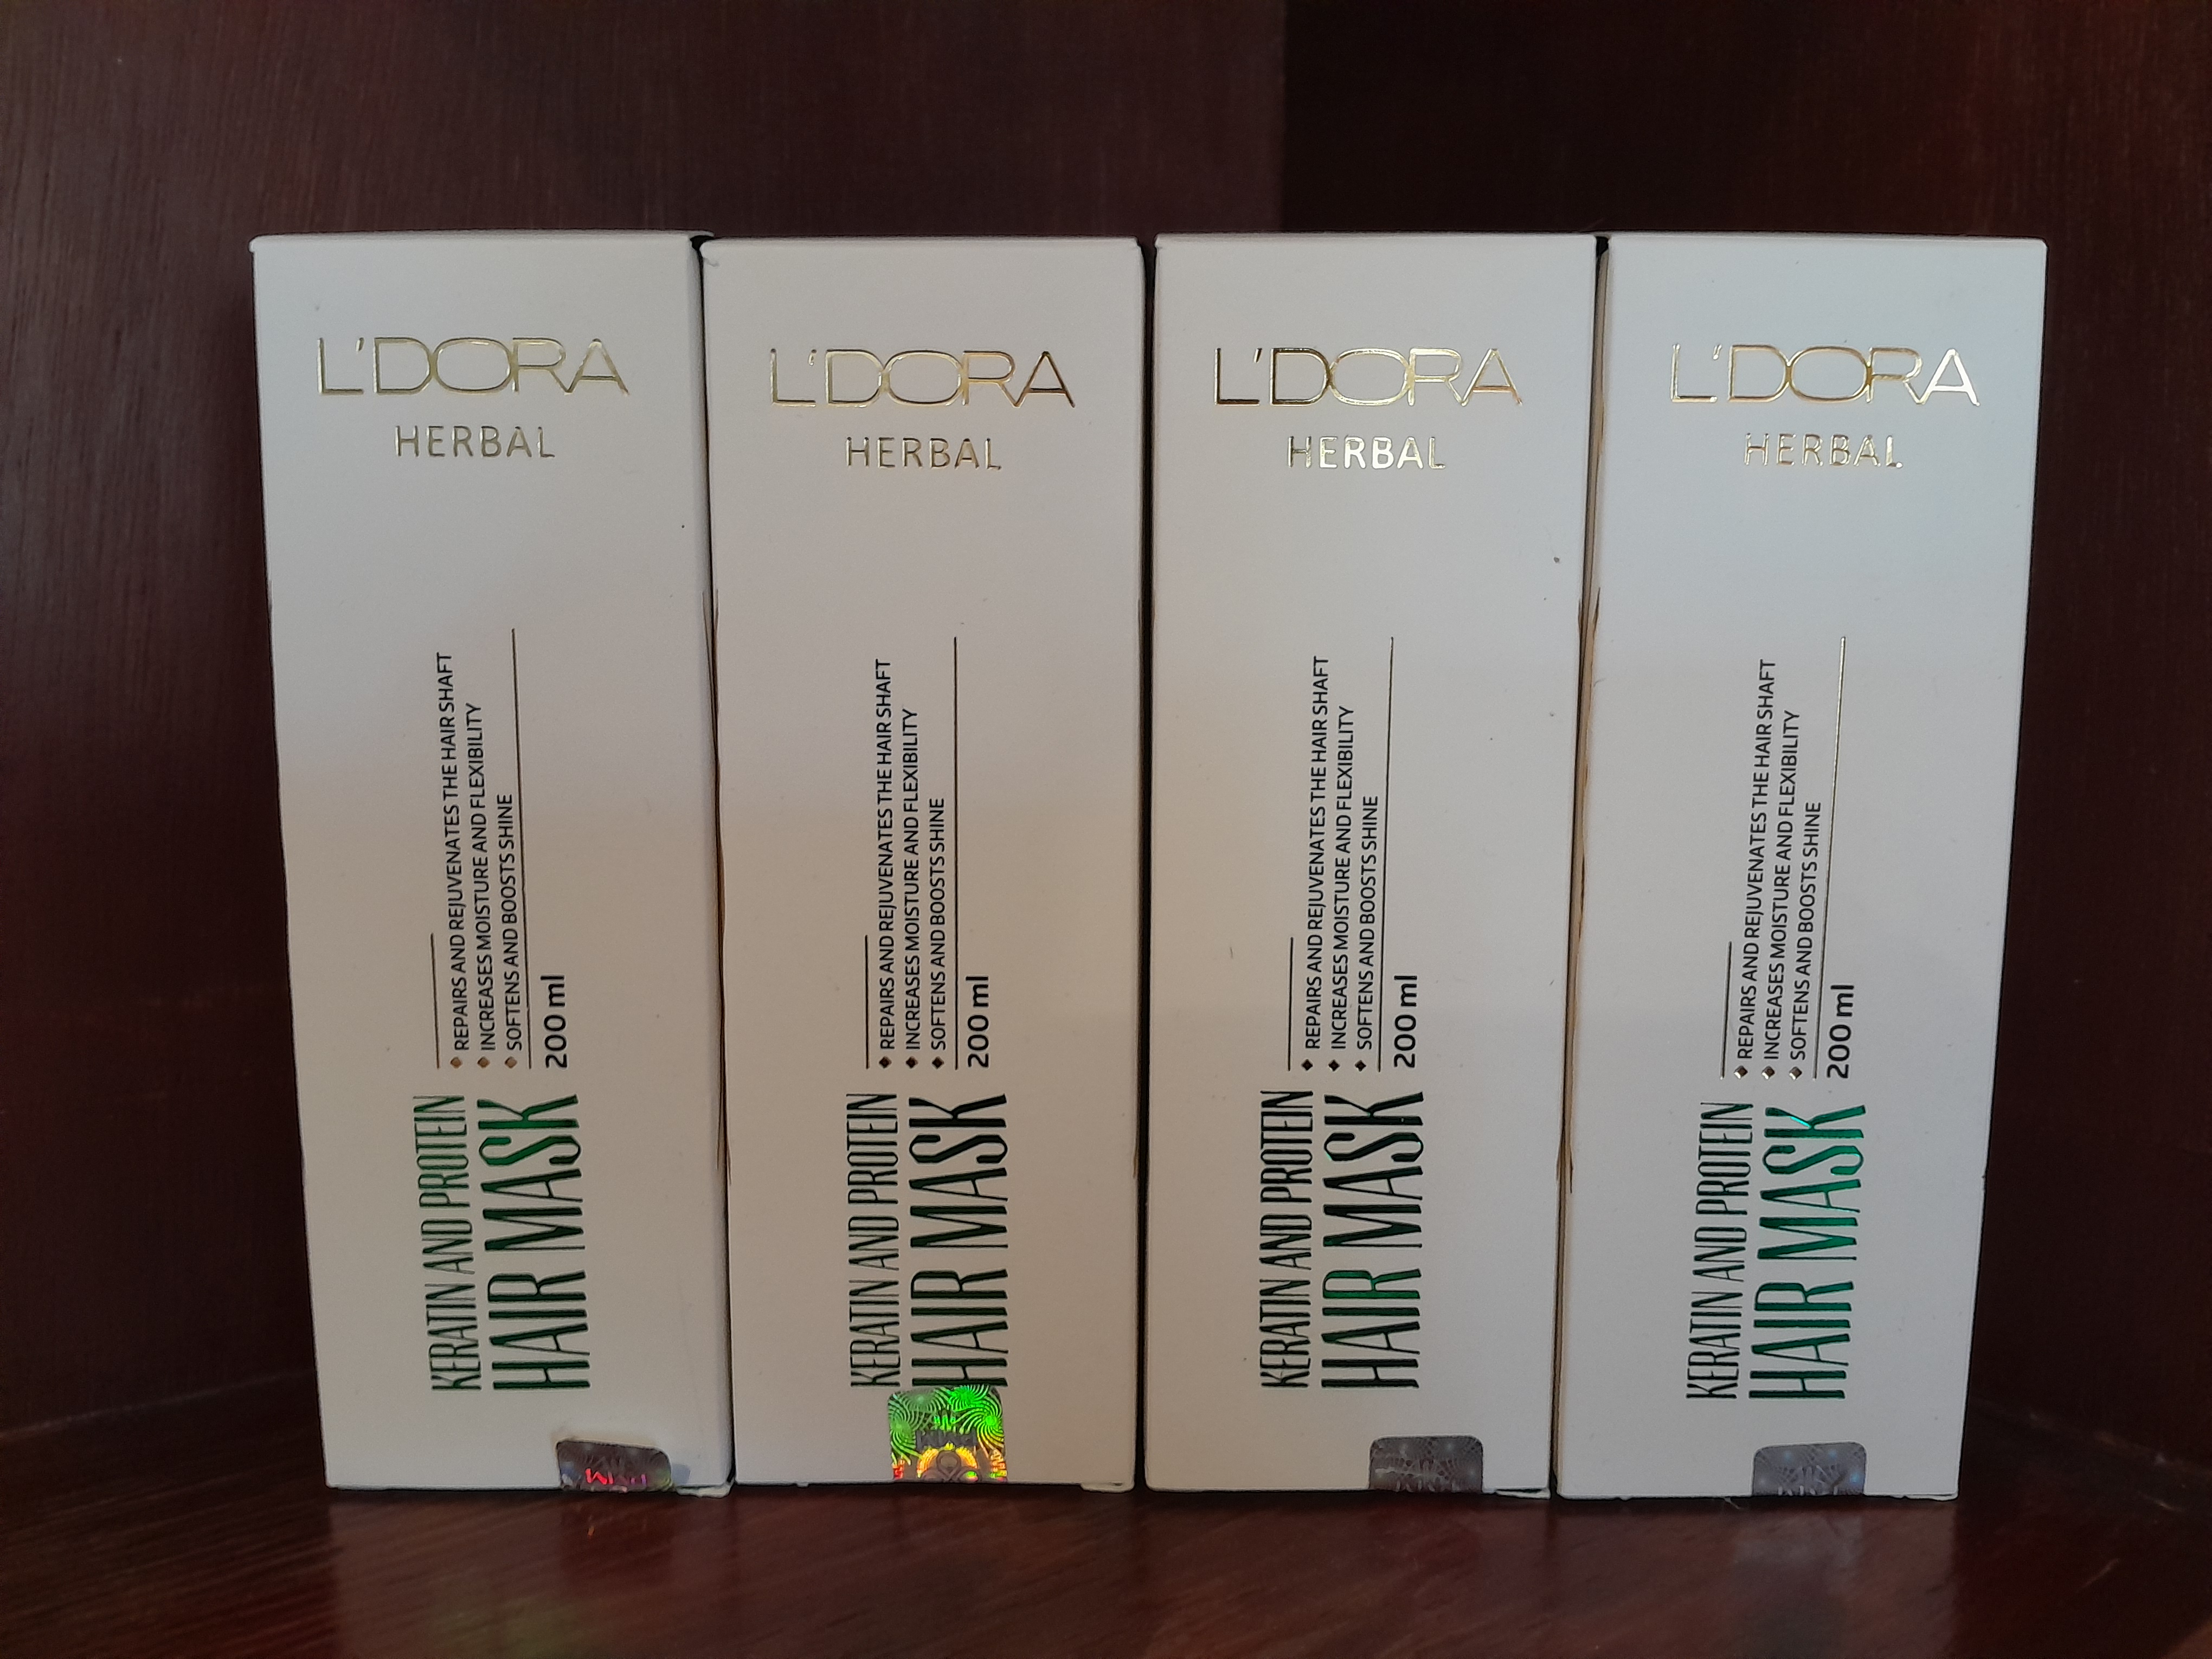 L'DORA
HERBAL
KERATIN AND PROTEIN
HAIR MASK
REPAIRS AND REJUVENATES THE HAIR SHAFT
INCREASES MOISTURE AND FLEXIBILITY
SOFTENS AND BOOSTS SHINE
200 ml
L'DORA
HERBAL
KERATIN AND PROTEIN
HAIR MASK
REPAIRS AND REJUVENATES THE HAIR SHAFT
INCREASES MOISTURE AND FLEXIBILITY
SOFTENS AND BOOSTS SHINE
200 ml
L'DORA
HERBAL
KERATIN AND PROTEIN
HAIR MASK
REPAIRS AND REJUVENATES THE HAIR SHAFT
INCREASES MOISTURE AND FLEXIBILITY
SOFTENS AND BOOSTS SHINE
200 ml
L'DORA
HERBAL
KERATIN AND PROTEIN
HAIR MASK
REPAIRS AND REJUVENATES THE HAIR SHAFT
INCREASES MOISTURE AND FLEXIBILITY
SOFTENS AND BOOSTS SHINE
200 ml